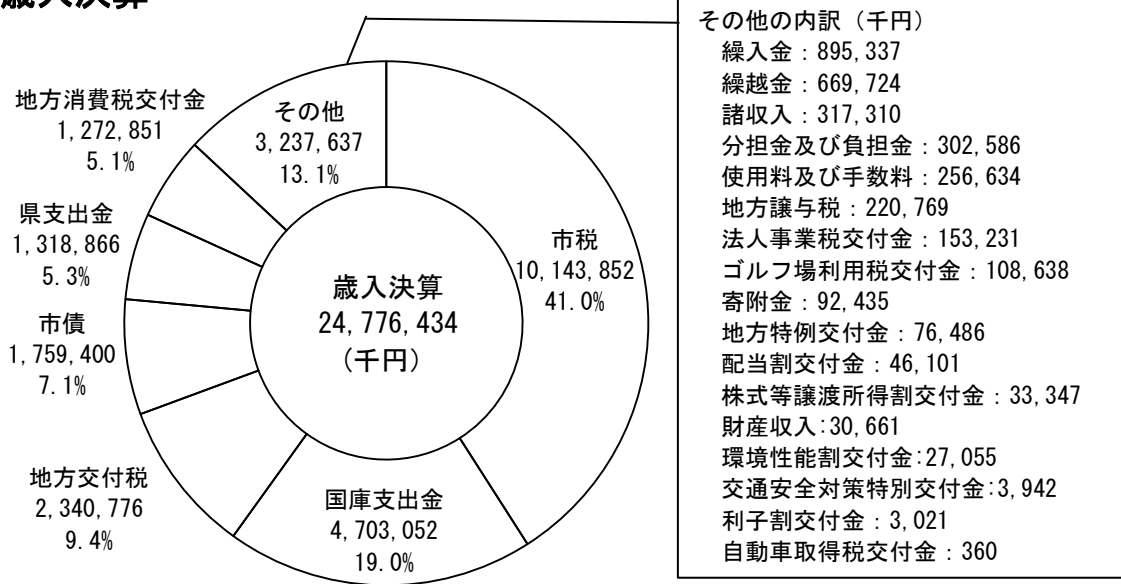 歳入決算
その他
3,237,637
13.1%
市税
10,143,852
41.0%
国庫支出金
4,703,052
19.0%
地方交付税
2,340,776
9.4%
市債
1,759,400
7.1%
県支出金
1,318,866
5.3%
地方消費税交付金
1,272,851
5.1%
歳入決算
24,776,434
(千円)
その他の内訳(千円)
繰入金:895,337
繰越金:669,724
諸収入:317,310
分担金及び負担金:302,586
使用料及び手数料:256,634
地方譲与税:220,769
法人事業税交付金:153,231
ゴルフ場利用税交付金:108,638
寄附金:92,435
地方特例交付金:76,486
配当割交付金:46,101
株式等譲渡所得割交付金:33,347
財産収入:30,661
環境性能割交付金:27,055
交通安全対策特別交付金:3,942
利子割交付金:3,021
自動車取得税交付金:360